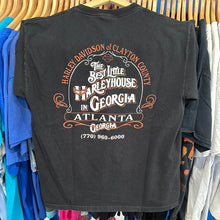 HARLEY-DAVIDSON OF CLAYTON COUNTY
THE
BEST LITTLE
HARLEYHOUSE
IN GEORGIA
ATLANTA
GEORGIA
(770) 960-6000